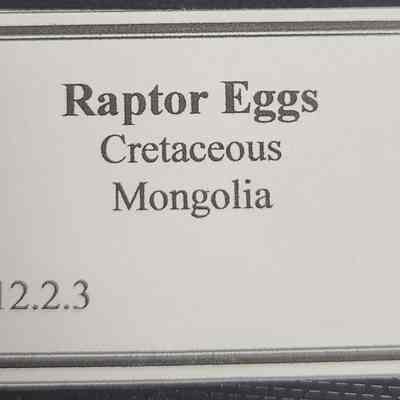 Raptor Eggs
Cretaceous
Mongolia
12.2.3